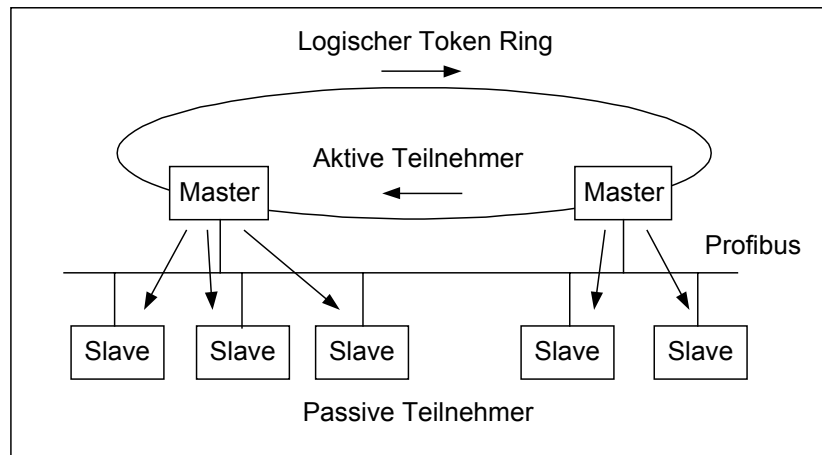 Logischer Token Ring
Aktive Teilnehmer
Master Master
Profibus
Slave Slave Slave Slave Slave
Passive Teilnehmer